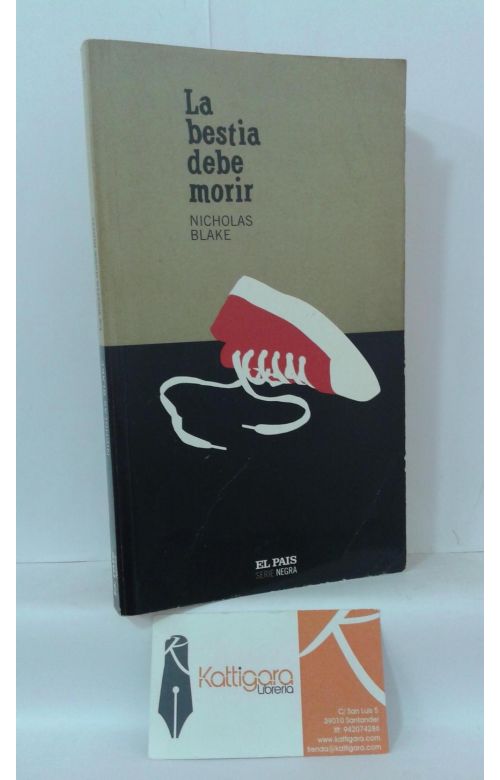 La
bestia
debe
morir
NICHOLAS
BLAKE
EL PAIS
SERIE NEGRA
Kattigara
Librería
C/ San Luis 5
39010 Santander
tlf: 942074286
www.kattigara.com
tienda@kattigara.com